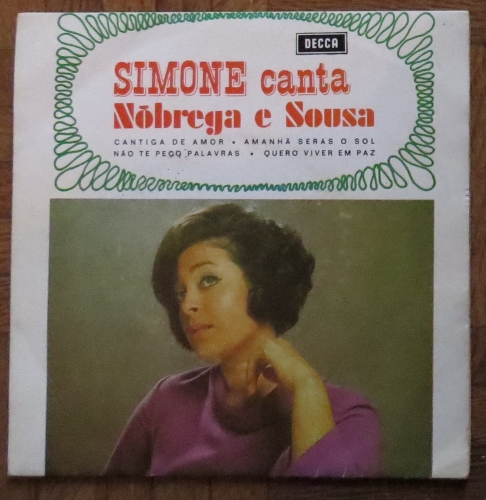 DECCA
SIMONE canta
Nóbrega e Sousa
CANTIGA DE AMOR • AMANHÃ SERÁS O SOL
NÃO TE PEÇO PALAVRAS • QUERO VIVER EM PAZ